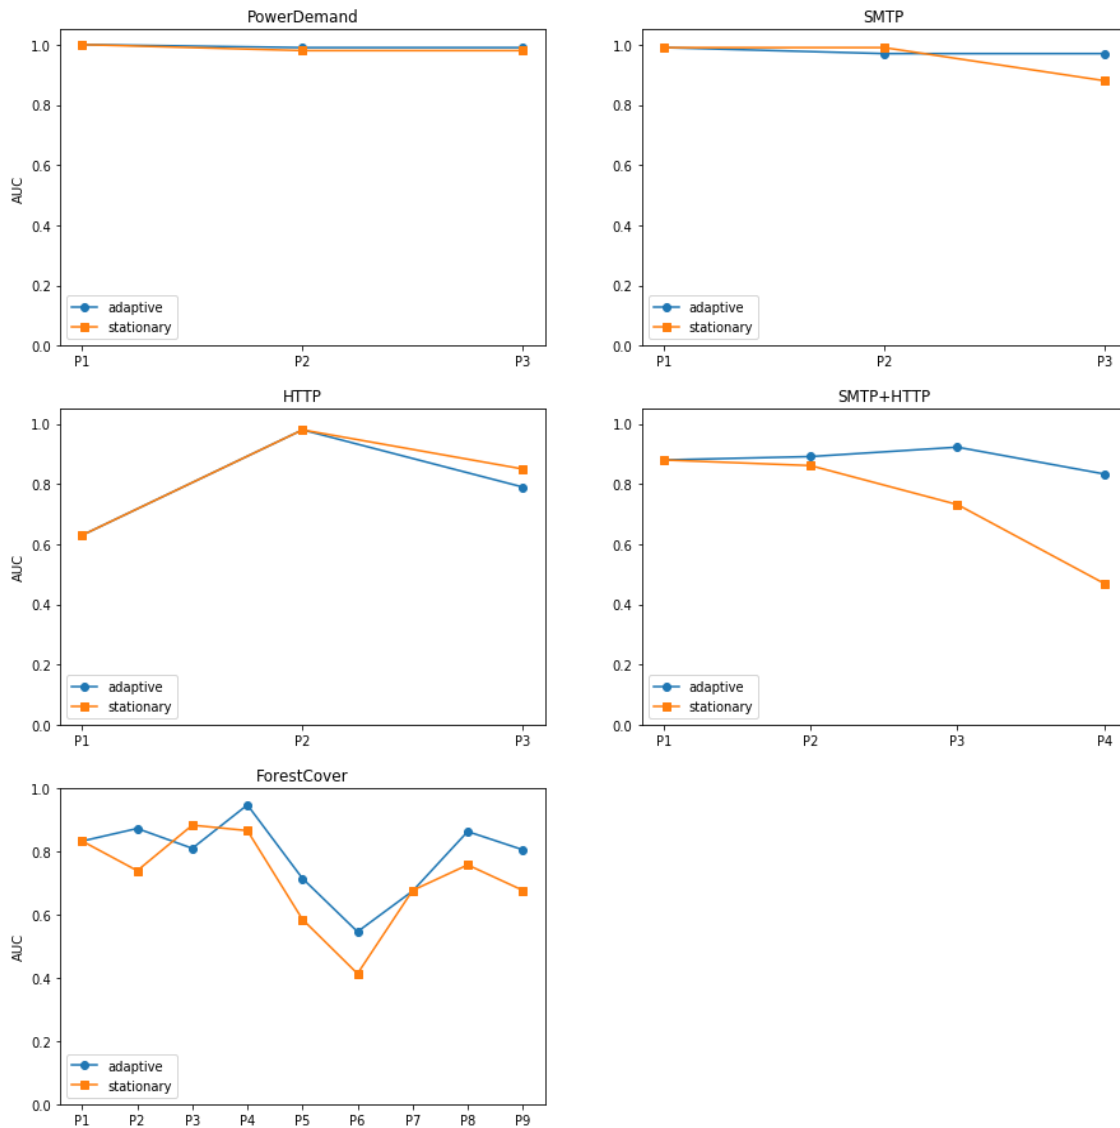 PowerDemand
1.0
0.8
0.6
0.4
0.2
0.0
AUC
adaptive
stationary
P1 P2 P3
SMTP
1.0
0.8
0.6
0.4
0.2
0.0
adaptive
stationary
P1 P2 P3
HTTP
1.0
0.8
0.6
0.4
0.2
0.0
AUC
adaptive
stationary
P1 P2 P3
SMTP+HTTP
1.0
0.8
0.6
0.4
0.2
0.0
adaptive
stationary
P1 P2 P3 P4
ForestCover
1.0
0.8
0.6
0.4
0.2
0.0
AUC
adaptive
stationary
P1 P2 P3 P4 P5 P6 P7 P8 P9